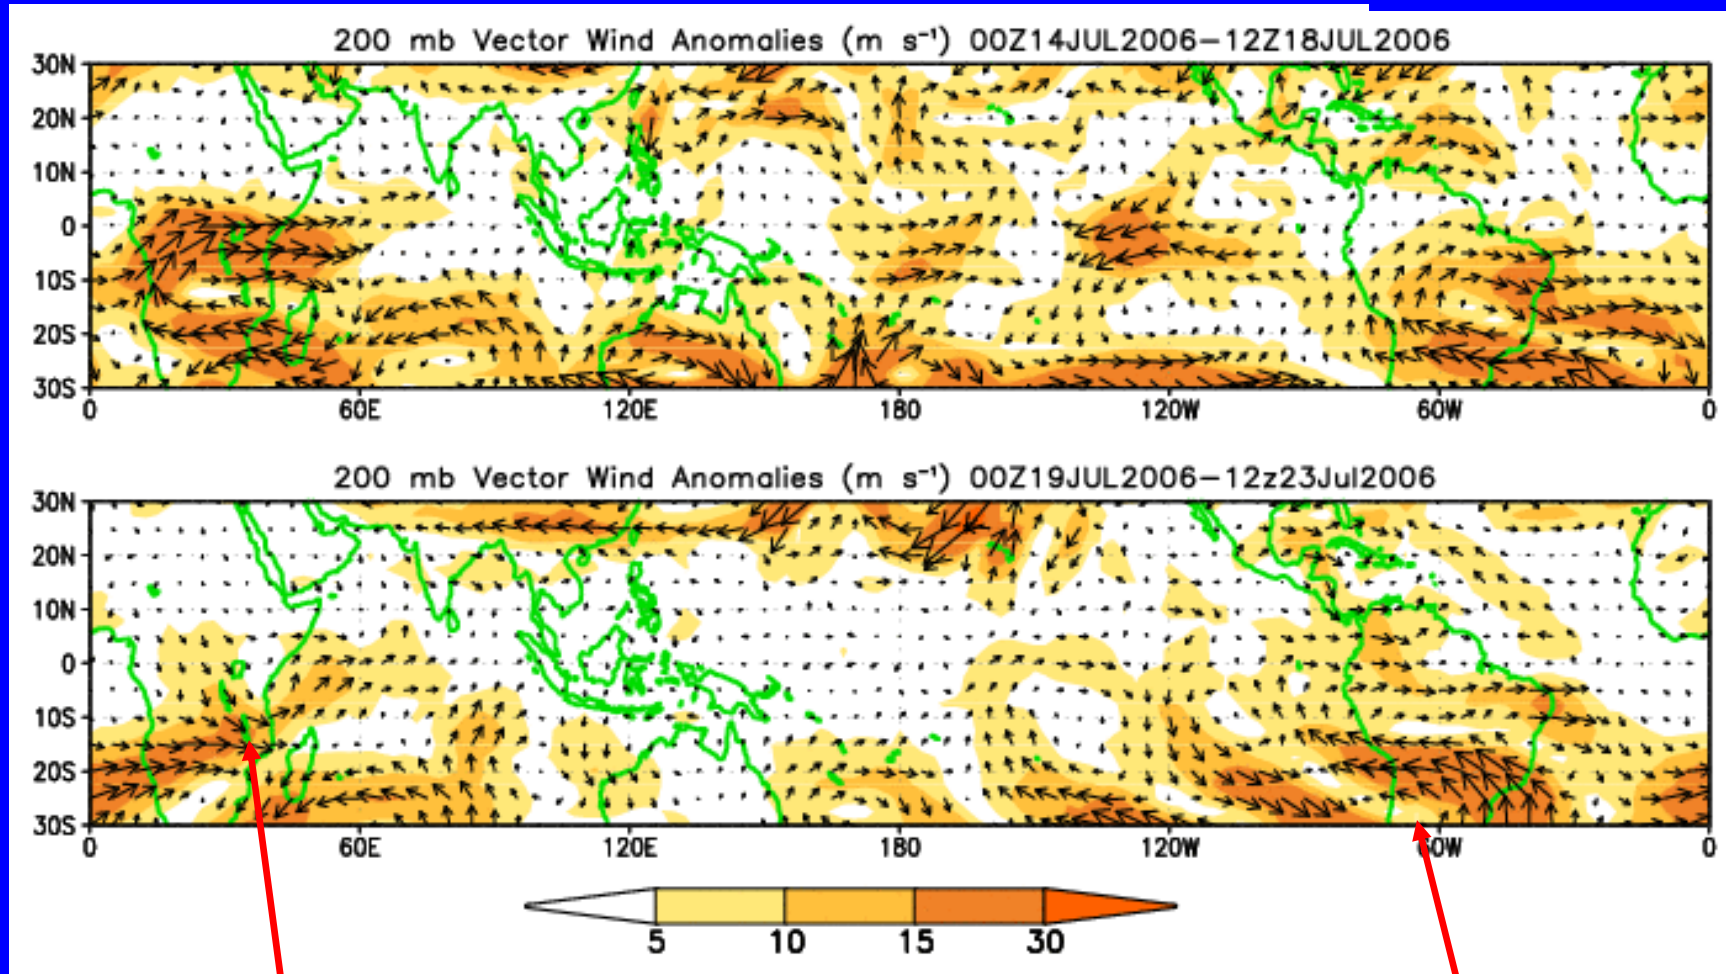 200 mb Vector Wind Anomalies (m s⁻¹) 00Z14JUL2006–12Z18JUL2006
30N
20N
10N
0
10S
20S
30S
0 60E 120E 180 120W 60W 0
200 mb Vector Wind Anomalies (m s⁻¹) 00Z19JUL2006–12z23Jul2006
30N
20N
10N
0
10S
20S
30S
0 60E 120E 180 120W 60W 0
5 10 15 30